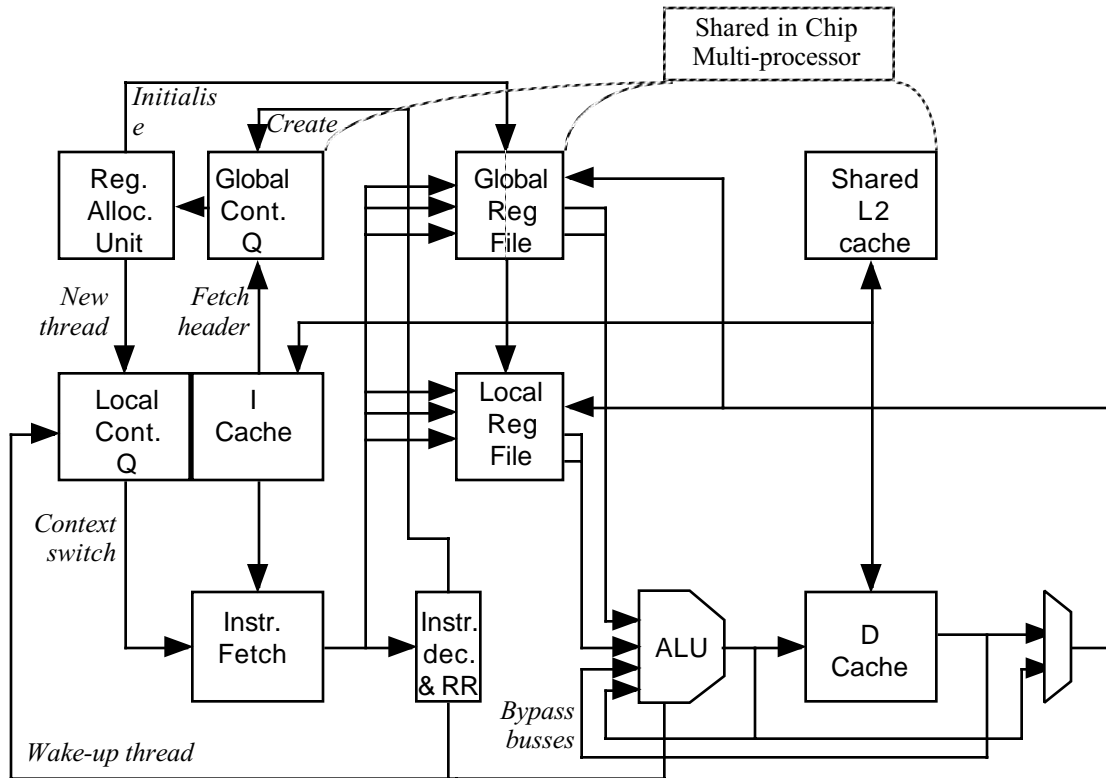 Shared in Chip
Multi-processor
Initialis
e
Create
Reg.
Alloc.
Unit
Global
Cont.
Q
Global
Reg
File
Shared
L2
cache
New
thread
Fetch
header
Local
Cont.
Q
I
Cache
Local
Reg
File
Context
switch
Instr.
Fetch
Instr.
dec.
& RR
ALU
D
Cache
Bypass
busses
Wake-up thread